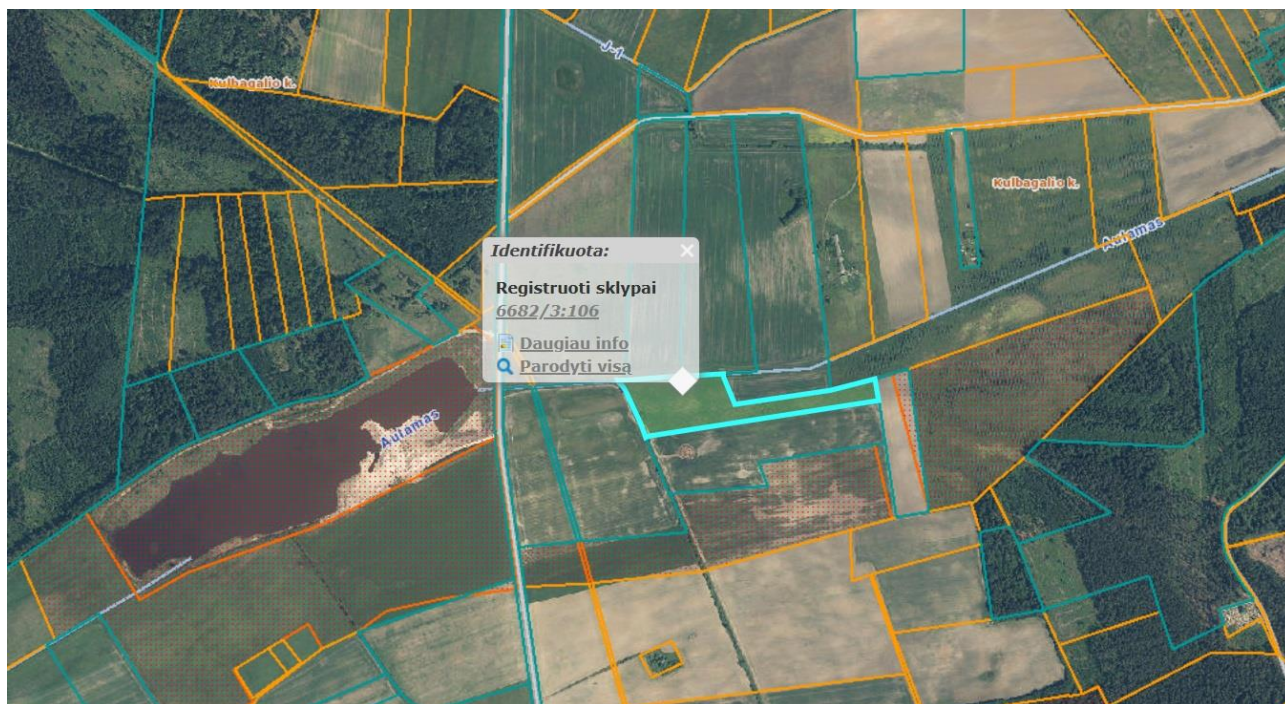 J-1
Kulbagalio k.
Kulbagalio k.
Autamas
Identifikuota:
Registruoti sklypai
6682/3:106
Daugiau info
Parodyti visą
Autamas